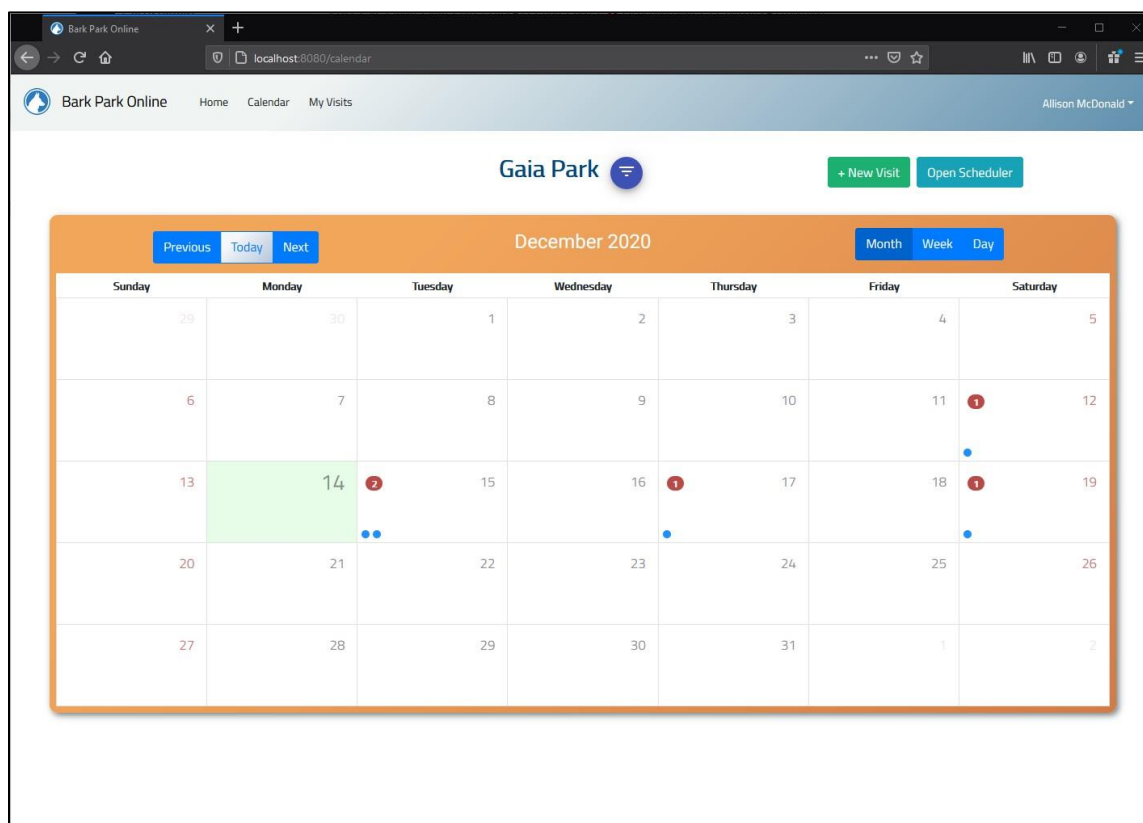 Bark Park Online
localhost:8080/calendar
Bark Park Online Home Calendar My Visits Allison McDonald
Gaia Park + New Visit Open Scheduler
Previous Today Next December 2020 Month Week Day
Sunday Monday Tuesday Wednesday Thursday Friday Saturday
29 30 1 2 3 4 5
6 7 8 9 10 11 1 12
13 14 2 15 16 1 17 18 1 19
20 21 22 23 24 25 26
27 28 29 30 31 1 2